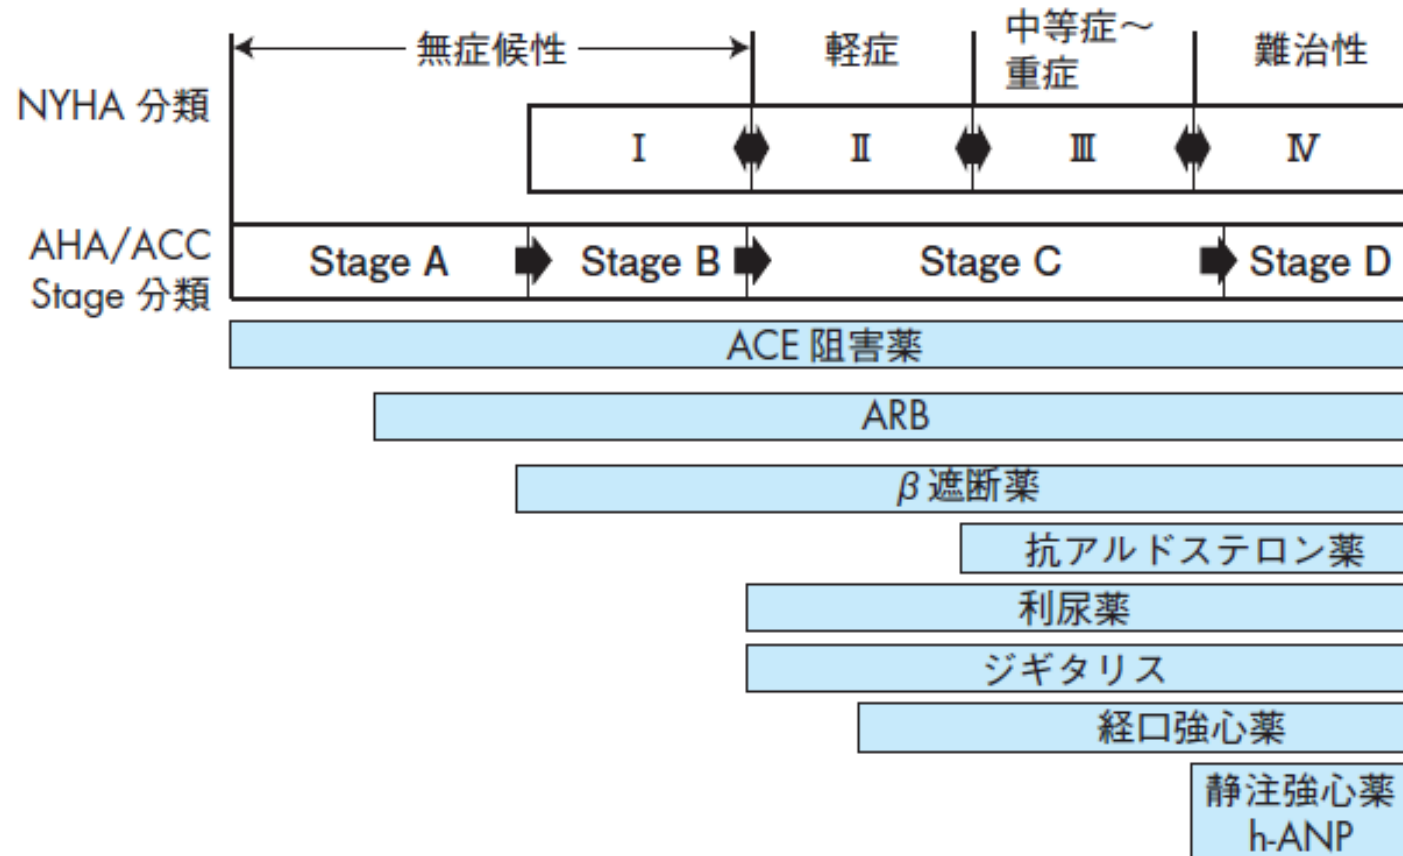 無症候性
軽症
中等症～
重症
難治性
NYHA 分類
Ⅰ
Ⅱ
Ⅲ
Ⅳ
AHA/ACC
Stage 分類
Stage A
Stage B
Stage C
Stage D
ACE 阻害薬
ARB
β 遮断薬
抗アルドステロン薬
利尿薬
ジギタリス
経口強心薬
静注強心薬
h-ANP